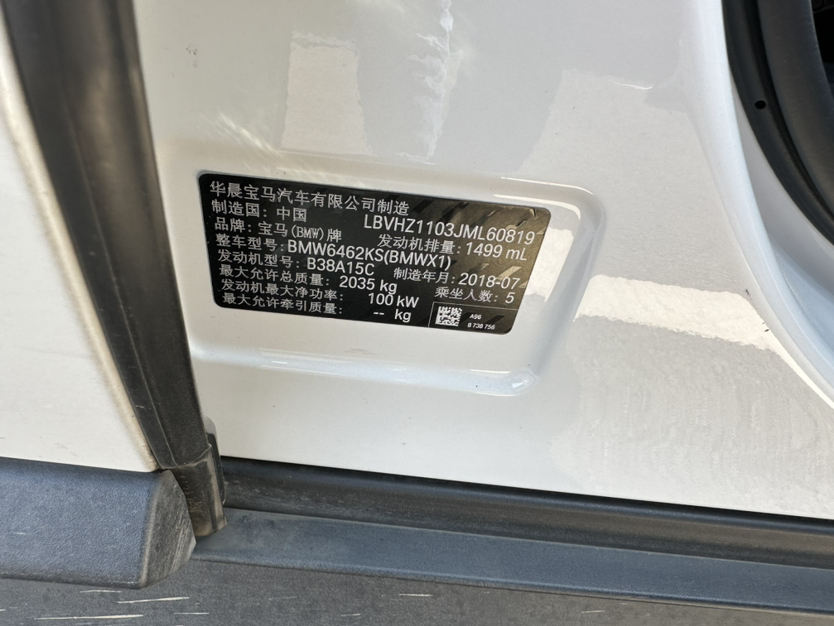 华晨宝马汽车有限公司制造
制造国：中国 LBVHZ1103JML60819
品牌：宝马(BMW)牌 发动机排量：1499 mL
整车型号：BMW6462KS(BMWX1)
发动机型号：B38A15C 制造年月：2018-07
最大允许总质量：2035 kg 乘坐人数：5
发动机最大净功率：100 kW
最大允许牵引质量：-- kg
A96
8 738 756